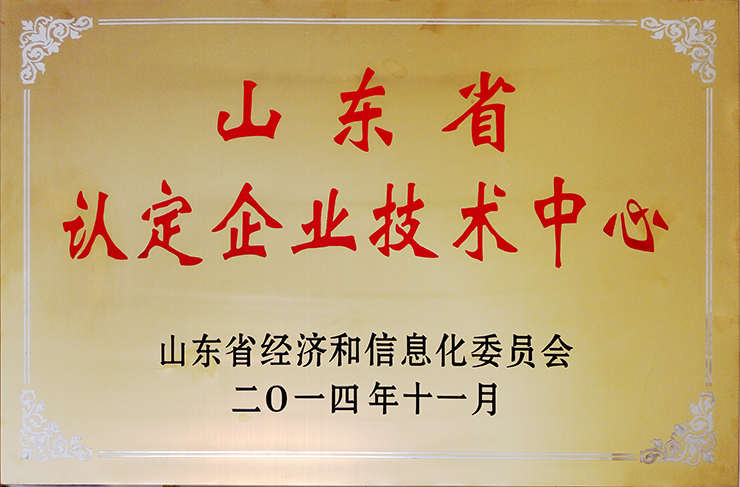 山东省
认定企业技术中心
山东省经济和信息化委员会
二〇一四年十一月